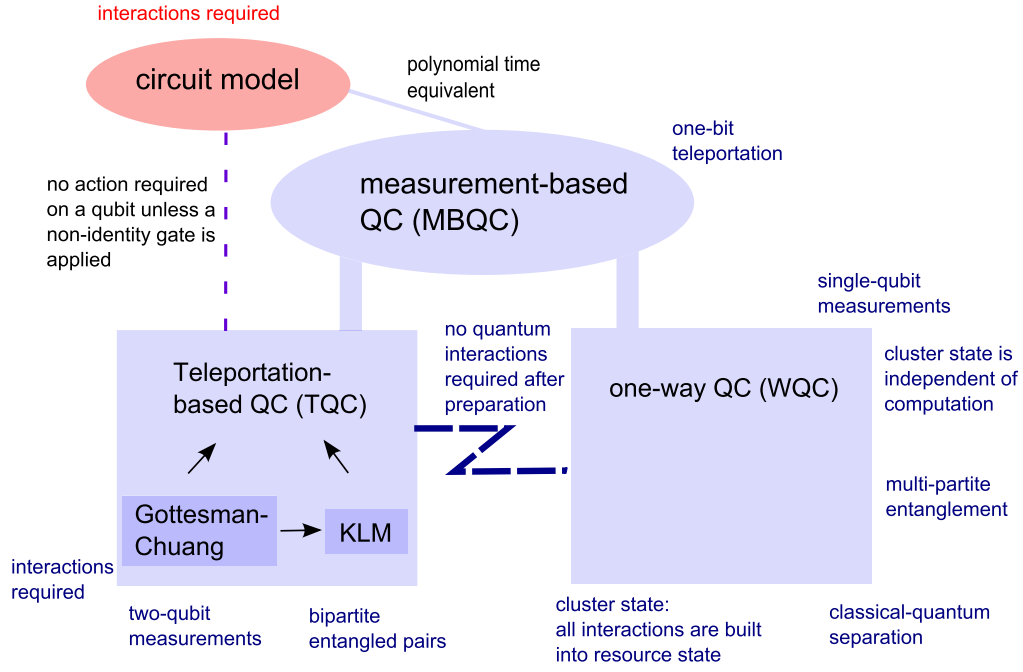 interactions required
circuit model
polynomial time
equivalent
one-bit
teleportation
measurement-based
QC (MBQC)
no action required
on a qubit unless a
non-identity gate is
applied
single-qubit
measurements
no quantum
interactions
required after
preparation
Teleportation-
based QC (TQC)
one-way QC (WQC)
cluster state is
independent of
computation
multi-partite
entanglement
Gottesman-
Chuang
KLM
interactions
required
two-qubit
measurements
bipartite
entangled pairs
cluster state:
all interactions are built
into resource state
classical-quantum
separation